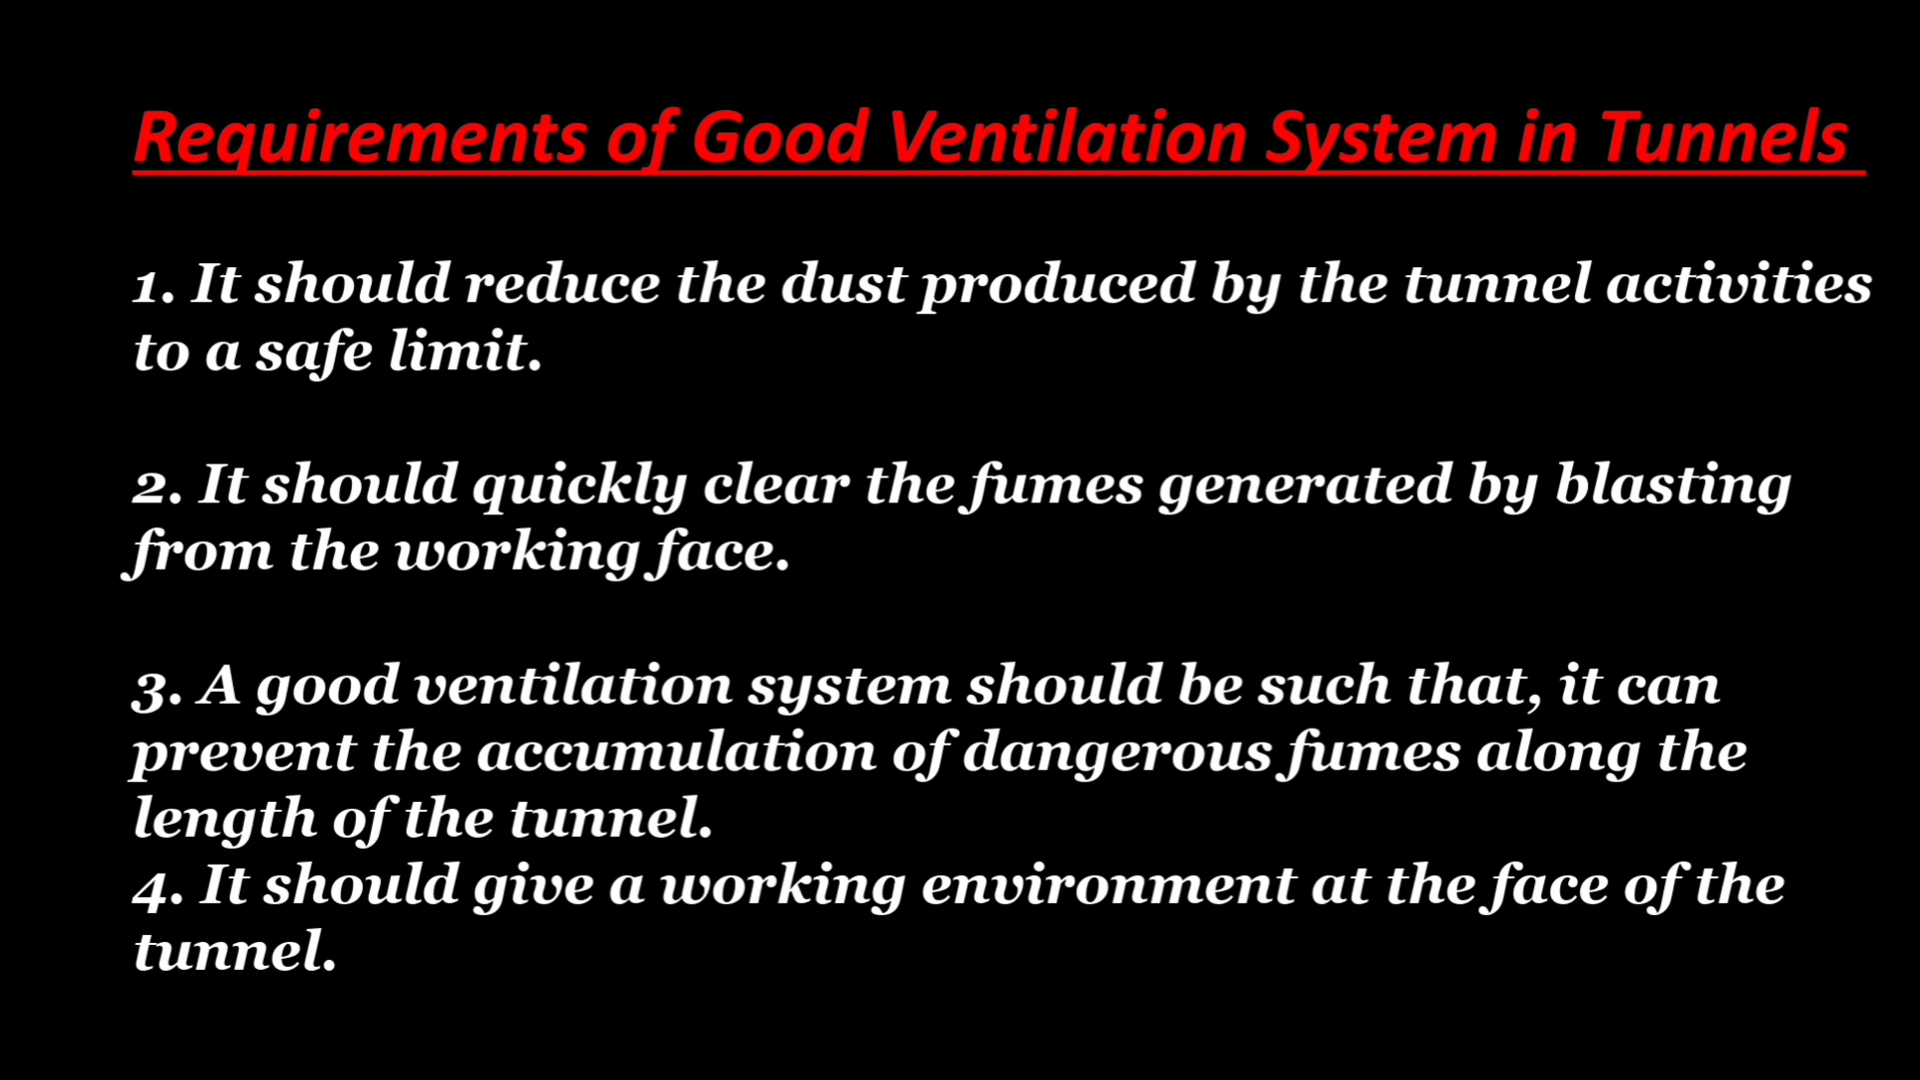 Requirements of Good Ventilation System in Tunnels
1. It should reduce the dust produced by the tunnel activities
to a safe limit.
2. It should quickly clear the fumes generated by blasting
from the working face.
3. A good ventilation system should be such that, it can
prevent the accumulation of dangerous fumes along the
length of the tunnel.
4. It should give a working environment at the face of the
tunnel.